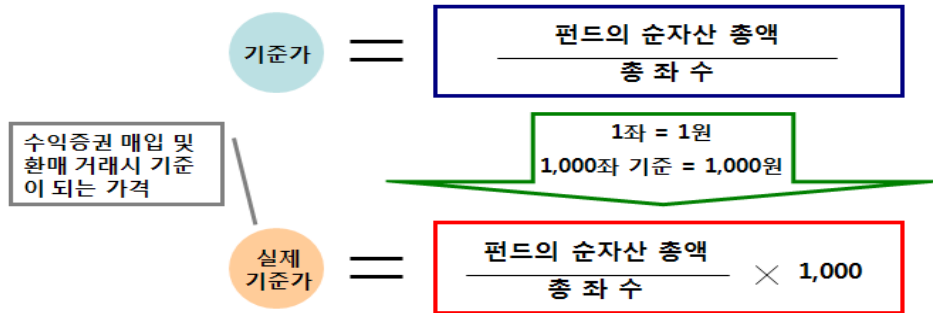 기준가
펀드의 순자산 총액
총 좌 수
수익증권 매입 및
환매 거래시 기준
이 되는 가격
1좌 = 1원
1,000좌 기준 = 1,000원
실제
기준가
펀드의 순자산 총액
총 좌 수
× 1,000